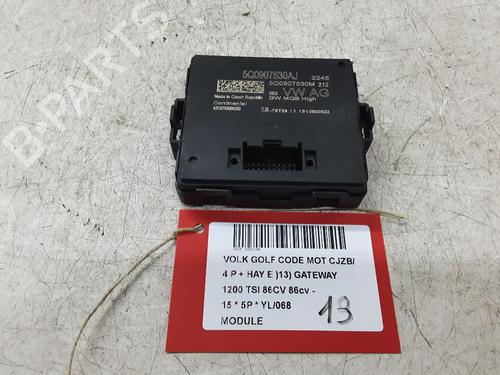 5Q0907530AJ 2246
5Q0907530M 212
063 VW AG
GW MQB High
Made in Czech Republic
Continental
VOLK GOLF CODE MOT CJZB/
4 P + HAY E )13) GATEWAY
1200 TSI 86CV 86cv -
15 * 5P * YL/068
MODULE
13